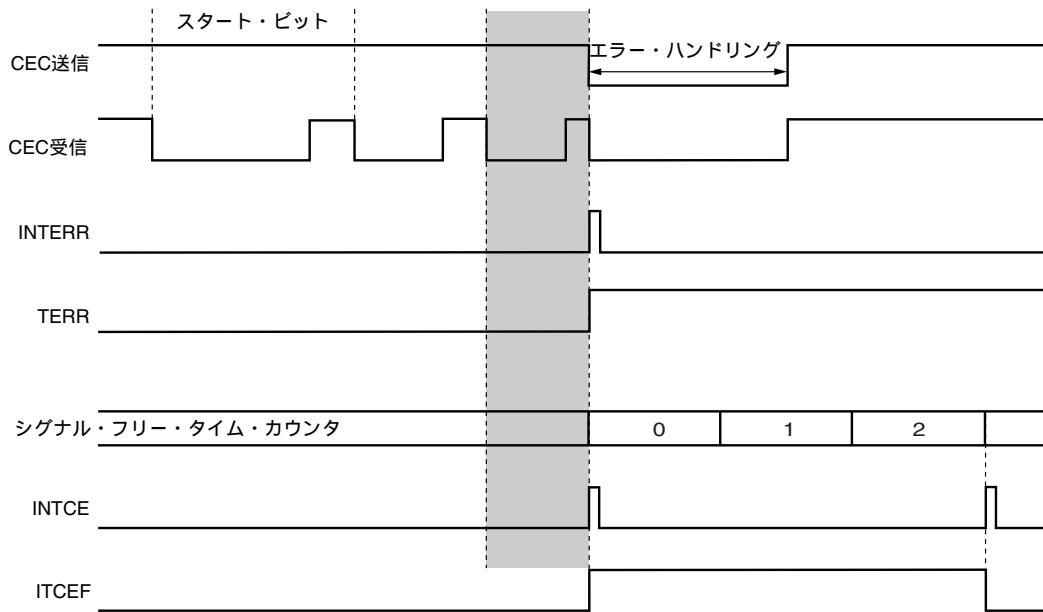 スタート・ビット
CEC送信
エラー・ハンドリング
CEC受信
INTERR
TERR
シグナル・フリー・タイム・カウンタ
0 1 2
INTCE
ITCEF